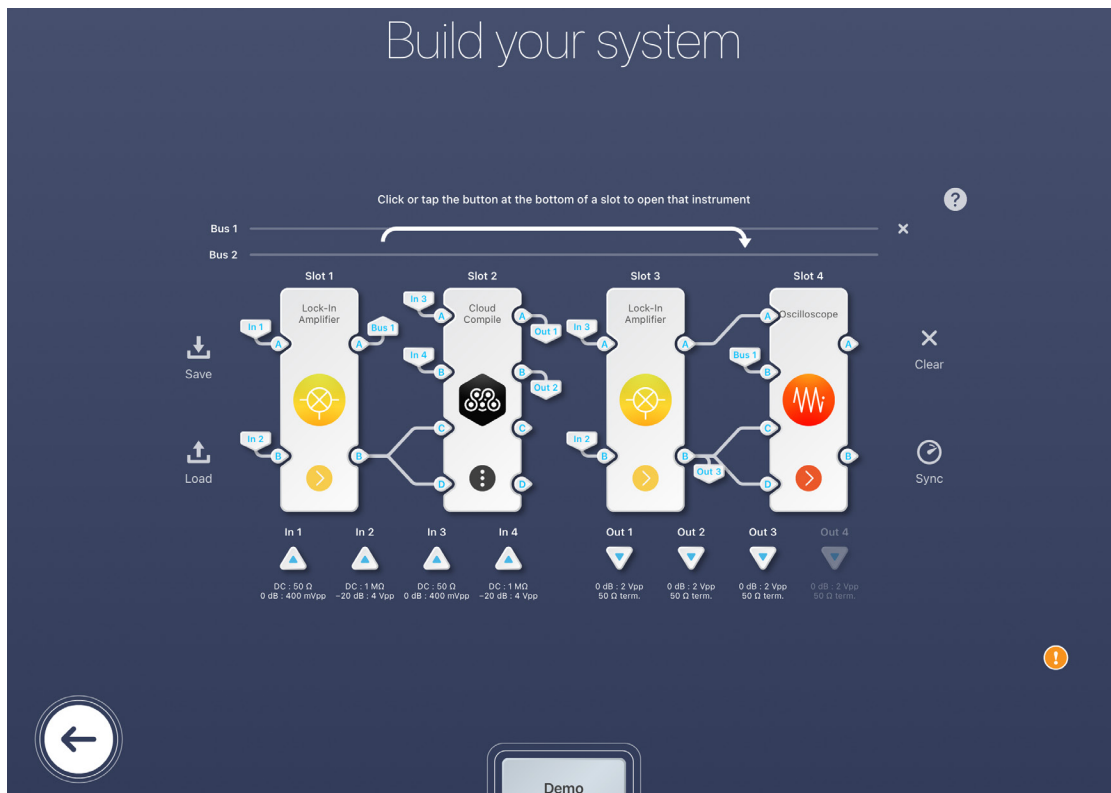 Build your system
Click or tap the button at the bottom of a slot to open that instrument
?
Bus 1
Bus 2
Slot 1
Slot 2
Slot 3
Slot 4
Lock-In
Amplifier
In 1
A
A
Bus 1
In 2
B
B
Cloud
Compile
In 3
A
A
Out 1
In 4
B
B
Out 2
C
C
D
D
Lock-In
Amplifier
In 3
A
A
In 2
B
B
Out 3
Oscilloscope
A
A
Bus 1
B
C
B
D
Save
Load
Clear
Sync
In 1
In 2
In 3
In 4
Out 1
Out 2
Out 3
Out 4
DC : 50 Ω
0 dB : 400 mVpp
DC : 1 MΩ
−20 dB : 4 Vpp
DC : 50 Ω
0 dB : 400 mVpp
DC : 1 MΩ
−20 dB : 4 Vpp
0 dB : 2 Vpp
50 Ω term.
0 dB : 2 Vpp
50 Ω term.
0 dB : 2 Vpp
50 Ω term.
0 dB : 2 Vpp
50 Ω term.
!
Demo